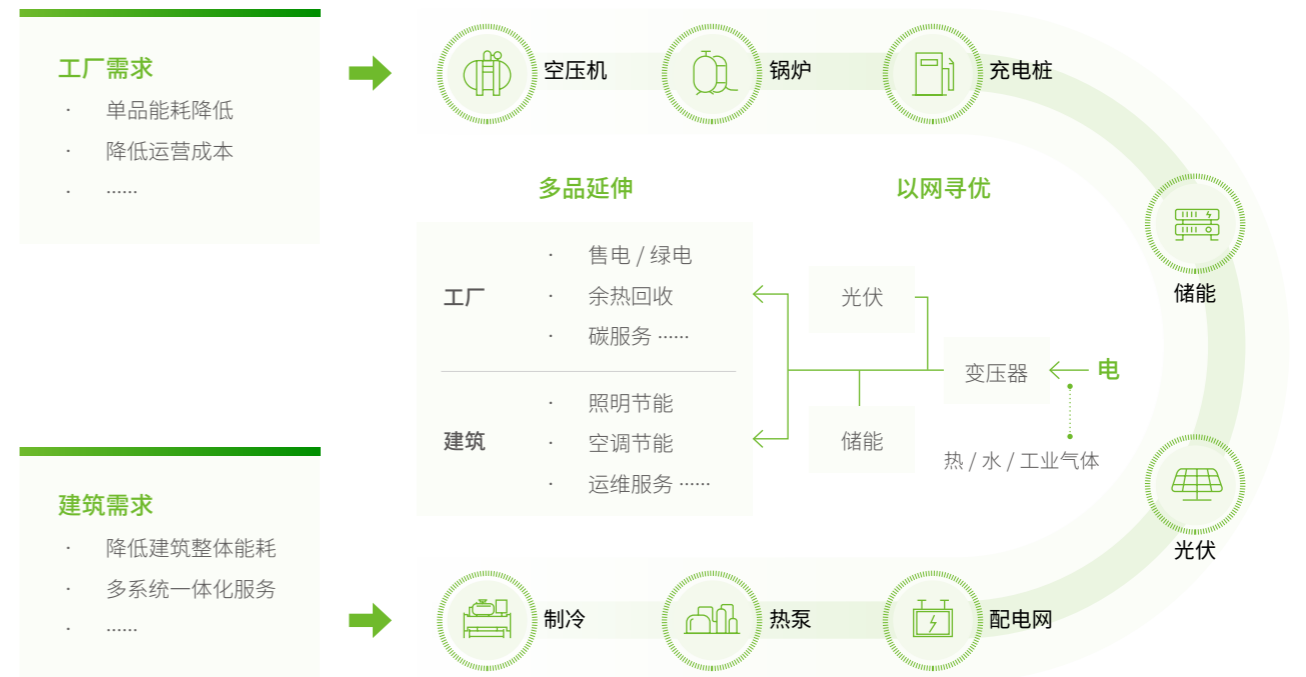 工厂需求
· 单品能耗降低
· 降低运营成本
· ······
空压机
锅炉
充电桩
储能
光伏
多品延伸
以网寻优
工厂
· 售电 / 绿电
· 余热回收
· 碳服务 ······
建筑
· 照明节能
· 空调节能
· 运维服务 ······
光伏
储能
变压器
电
热 / 水 / 工业气体
建筑需求
· 降低建筑整体能耗
· 多系统一体化服务
· ······
制冷
热泵
配电网